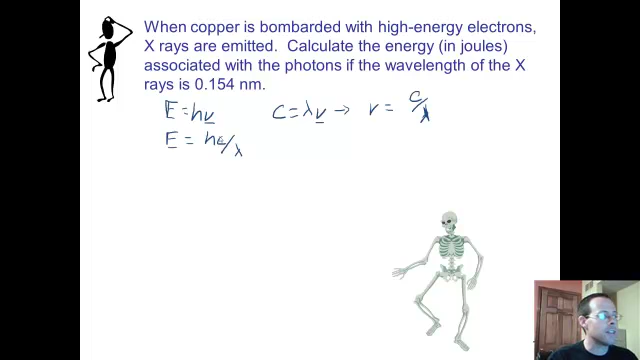 When copper is bombarded with high-energy electrons,
X rays are emitted. Calculate the energy (in joules)
associated with the photons if the wavelength of the X
rays is 0.154 nm.
E = hν C = λν → ν = C/λ
E = hc/λ